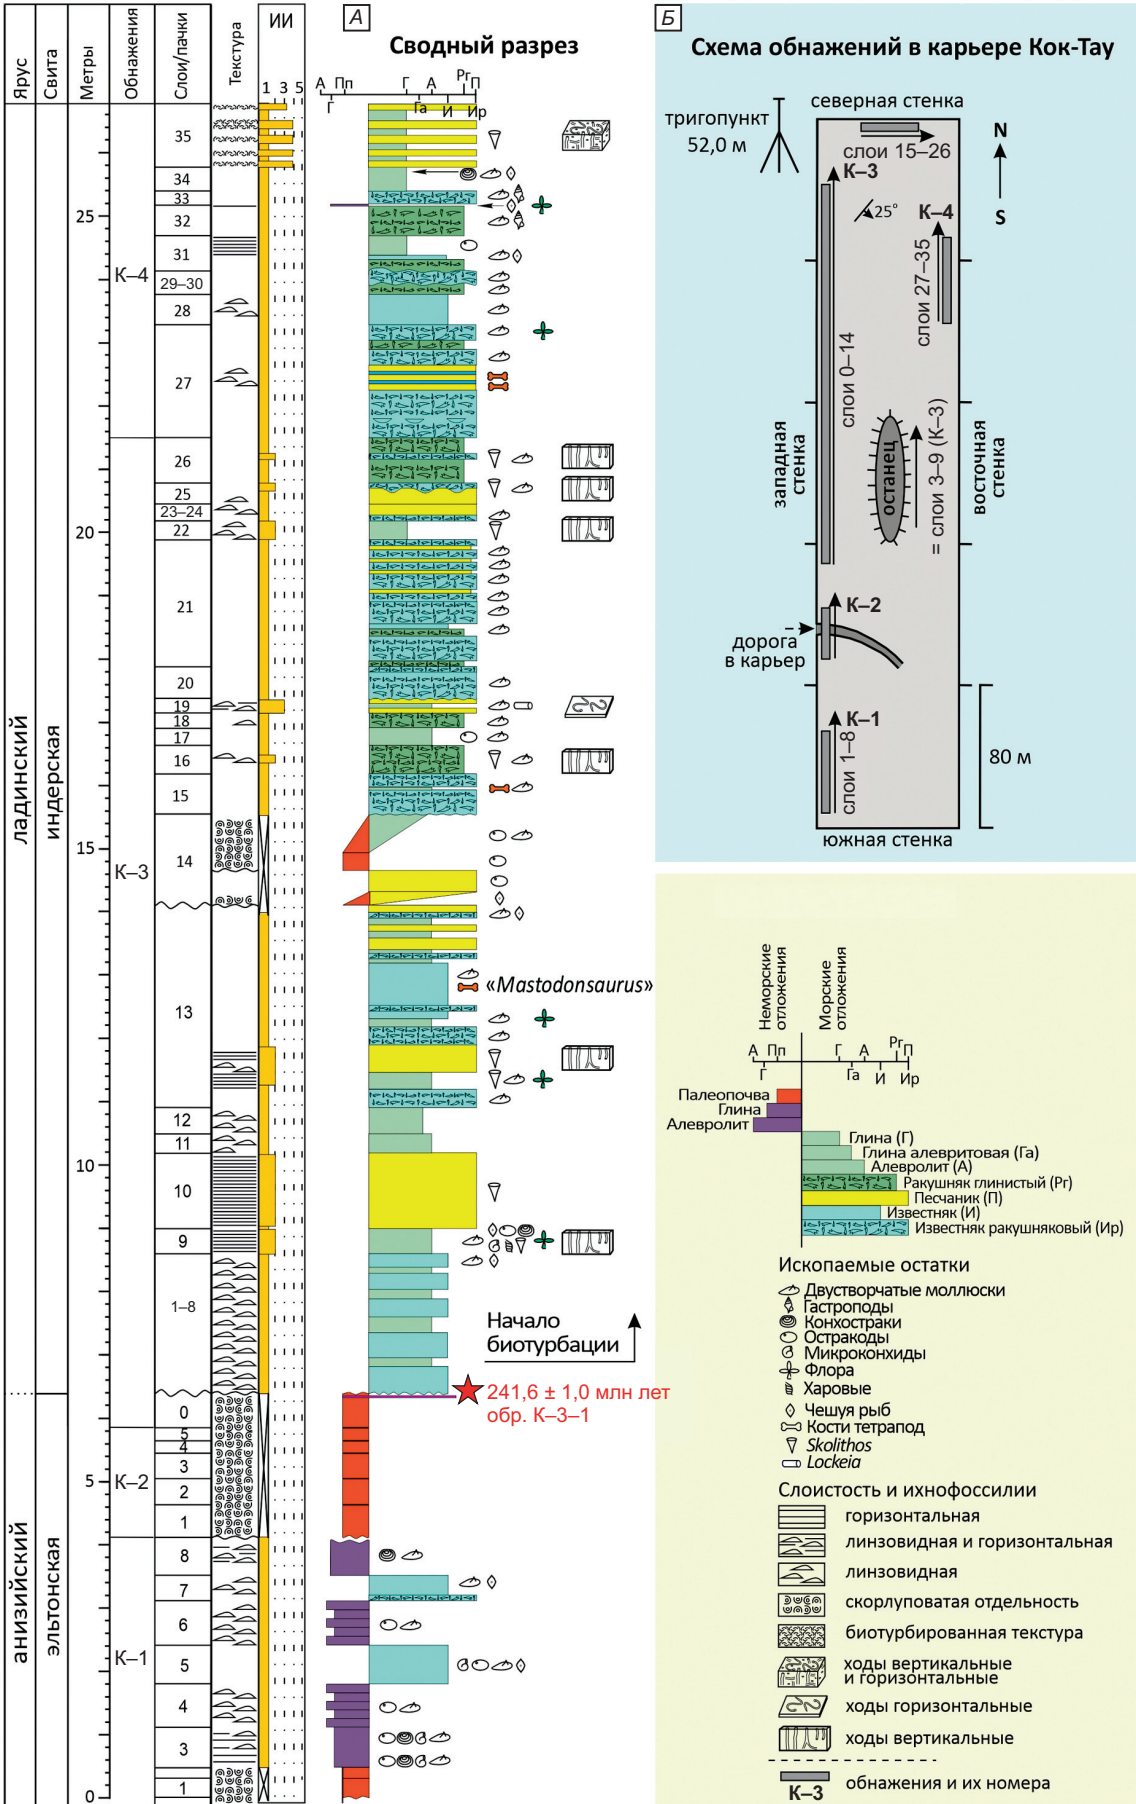 Ярус
Свита
Метры
Обнажения
Слои/пачки
Текстура
ИИ
1 3 5
А
Сводный разрез
А Пп Г А Рг П
Г Га И Ир
ладинский
анизийский
индерская
эльтонская
25
20
15
10
5
0
К–4
К–3
К–2
К–1
35
34
33
32
31
29–30
28
27
26
25
23–24
22
21
20
19
18
17
16
15
14
13
12
11
10
9
1–8
0
5
4
3
2
1
8
7
6
5
4
3
1
«Mastodonsaurus»
Начало
биотурбации
241,6 ± 1,0 млн лет
обр. К–3–1
Б
Схема обнажений в карьере Кок-Тау
северная стенка
тригопункт
52,0 м
слои 15–26
N
S
К–3
25°
К–4
слои 27–35
слои 0–14
западная
стенка
останец
= слои 3–9 (К–3)
восточная
стенка
К–2
дорога
в карьер
К–1
слои 1–8
80 м
южная стенка
Неморские
отложения
Морские
отложения
А Пп Г А Рг П
Г Га И Ир
Палеопочва
Глина
Алевролит
Глина (Г)
Глина алевритовая (Га)
Алевролит (А)
Ракушняк глинистый (Рг)
Песчаник (П)
Известняк (И)
Известняк ракушняковый (Ир)
Ископаемые остатки
Двустворчатые моллюски
Гастроподы
Конхостраки
Остракоды
Микроконхиды
Флора
Харовые
Чешуя рыб
Кости тетрапод
Skolithos
Lockeia
Слоистость и ихнофоссилии
горизонтальная
линзовидная и горизонтальная
линзовидная
скорлуповатая отдельность
биотурбированная текстура
ходы вертикальные
и горизонтальные
ходы горизонтальные
ходы вертикальные
К–3
обнажения и их номера